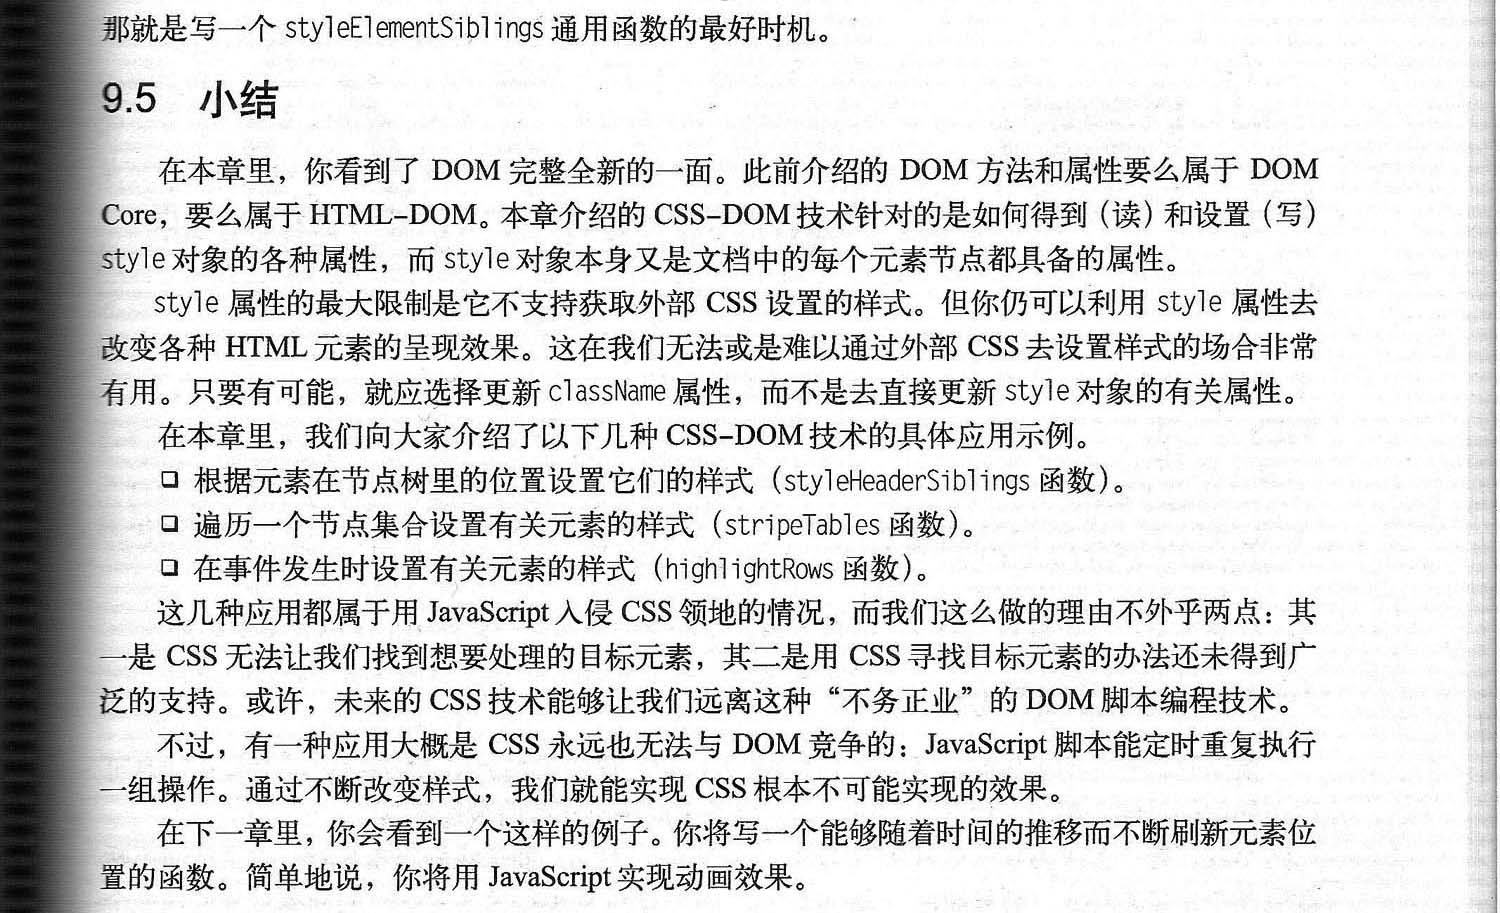 那就是写一个 styleElementSiblings 通用函数的最好时机。
9.5 小结
在本章里，你看到了 DOM 完整全新的一面。此前介绍的 DOM 方法和属性要么属于 DOM
Core，要么属于 HTML-DOM。本章介绍的 CSS-DOM 技术针对的是如何得到（读）和设置（写）
style 对象的各种属性，而 style 对象本身又是文档中的每个元素节点都具备的属性。
style 属性的最大限制是它不支持获取外部 CSS 设置的样式。但你仍可以利用 style 属性去
改变各种 HTML 元素的呈现效果。这在我们无法或是难以通过外部 CSS 去设置样式的场合非常
有用。只要有可能，就应选择更新 className 属性，而不是去直接更新 style 对象的有关属性。
在本章里，我们向大家介绍了以下几种 CSS-DOM 技术的具体应用示例。
❏ 根据元素在节点树里的位置设置它们的样式（styleHeaderSiblings 函数）。
❏ 遍历一个节点集合设置有关元素的样式（stripeTables 函数）。
❏ 在事件发生时设置有关元素的样式（highlightRows 函数）。
这几种应用都属于用 JavaScript 入侵 CSS 领地的情况，而我们这么做的理由不外乎两点：其
一是 CSS 无法让我们找到想要处理的目标元素，其二是用 CSS 寻找目标元素的办法还未得到广
泛的支持。或许，未来的 CSS 技术能够让我们远离这种“不务正业”的 DOM 脚本编程技术。
不过，有一种应用大概是 CSS 永远也无法与 DOM 竞争的：JavaScript 脚本能定时重复执行
一组操作。通过不断改变样式，我们就能实现 CSS 根本不可能实现的效果。
在下一章里，你会看到一个这样的例子。你将写一个能够随着时间的推移而不断刷新元素位
置的函数。简单地说，你将用 JavaScript 实现动画效果。